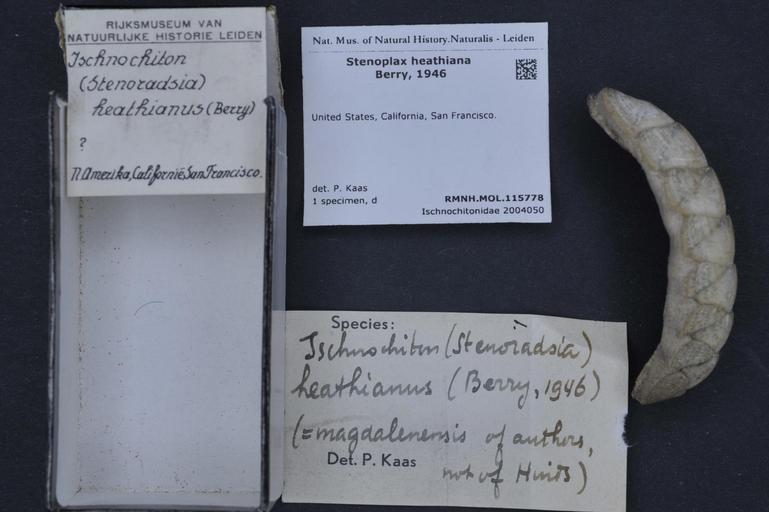 RIJKSMUSEUM VAN
NATUURLIJKE HISTORIE LEIDEN
Ischnochiton
(Stenoradsia)
heathianus (Berry)
?
N. Amerika, Californië, San Francisco.
Nat. Mus. of Natural History.Naturalis - Leiden
Stenoplax heathiana
Berry, 1946
United States, California, San Francisco.
det. P. Kaas
1 specimen, d
RMNH.MOL.115778
Ischnochitonidae 2004050
Species:
Ischnochiton (Stenoradsia)
heathianus (Berry, 1946)
(=magdalenensis of authors,
not of Hinds)
Det. P. Kaas